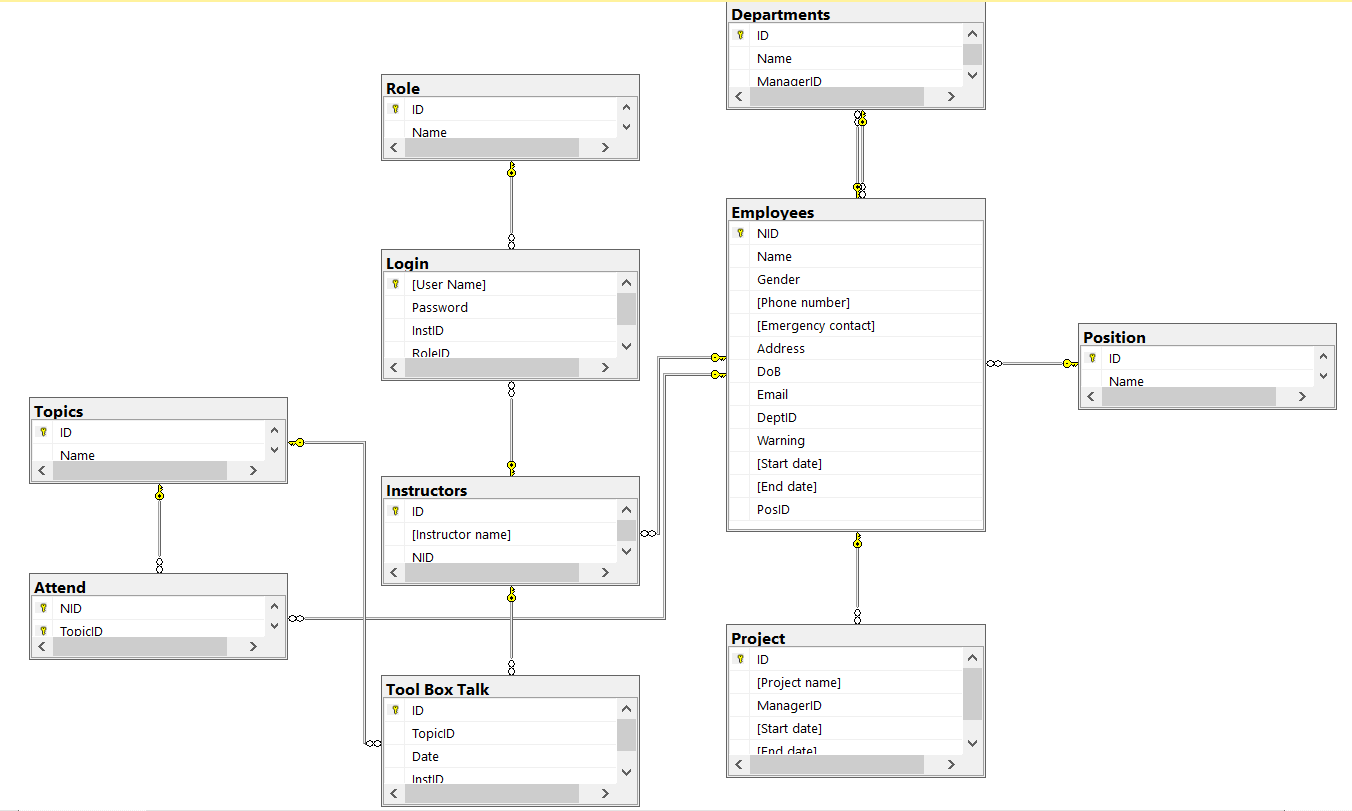 Departments
ID
Name
ManagerID
Role
ID
Name
Login
[User Name]
Password
InstID
RoleID
Employees
NID
Name
Gender
[Phone number]
[Emergency contact]
Address
DoB
Email
DeptID
Warning
[Start date]
[End date]
PosID
Position
ID
Name
Topics
ID
Name
Instructors
ID
[Instructor name]
NID
Attend
NID
TopicID
Tool Box Talk
ID
TopicID
Date
InstID
Project
ID
[Project name]
ManagerID
[Start date]
[End date]